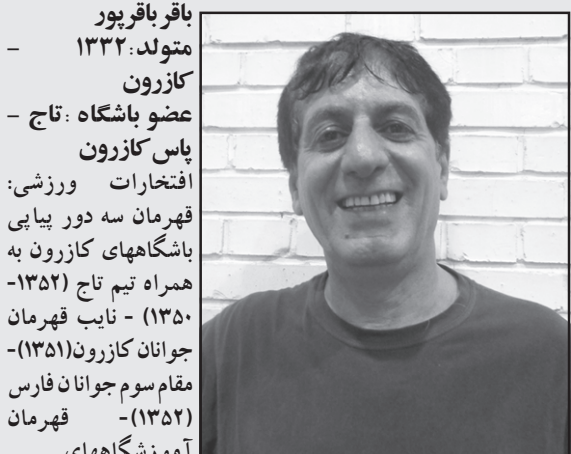 باقر باقرپور
متولد:۱۳۳۲ –
کازرون
عضو باشگاه :تاج –
پاس کازرون
افتخارات ورزشی:
قهرمان سه دور پیاپی
باشگاههای کازرون به
همراه تیم تاج (۱۳۵۲-
۱۳۵۰) - نایب قهرمان
جوانان کازرون(۱۳۵۱)-
مقام سوم جوانان فارس
(۱۳۵۲)- قهرمان
آموزشگاههای